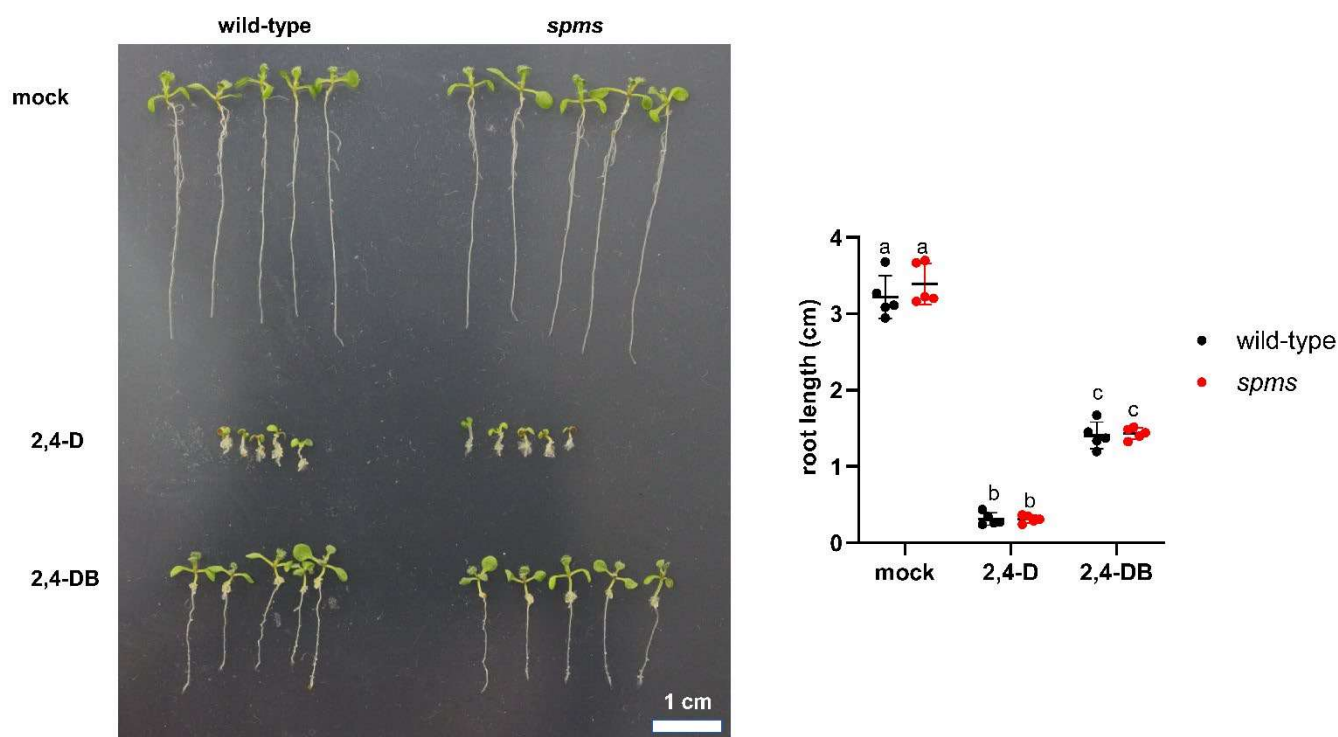 wild-type
spms
mock
2,4-D
2,4-DB
1 cm
root length (cm)
4
3
2
1
0
a
a
b
b
c
c
mock
2,4-D
2,4-DB
wild-type
spms